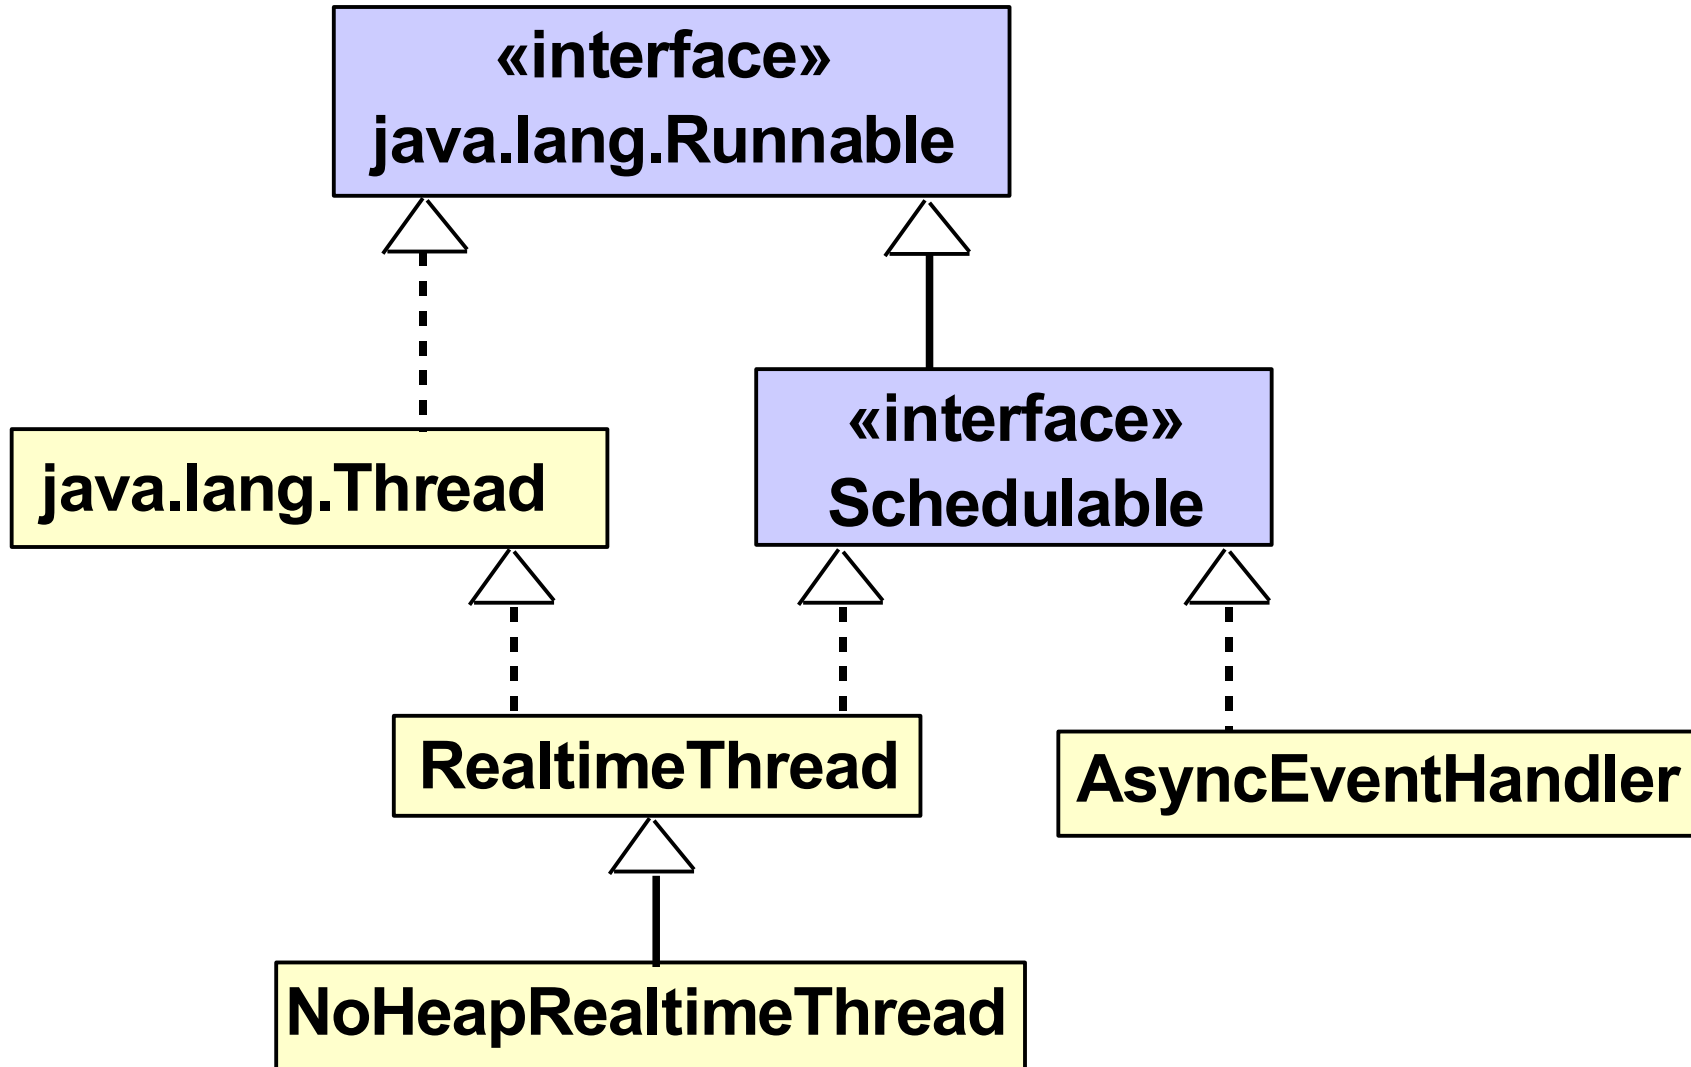 «interface»
java.lang.Runnable
java.lang.Thread
«interface»
Schedulable
RealtimeThread
AsyncEventHandler
NoHeapRealtimeThread